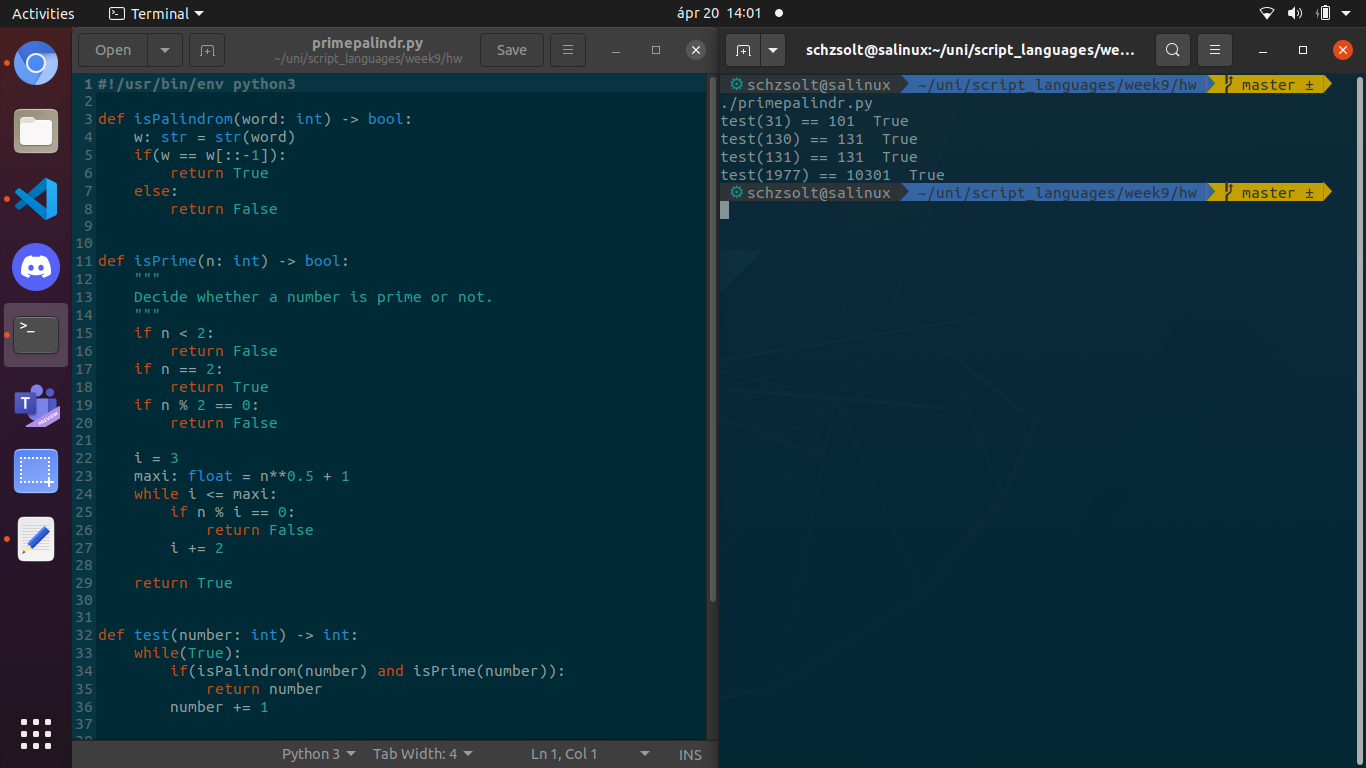 Activities
Terminal
ápr 20 14:01
Open
primepalindr.py
~/uni/script_languages/week9/hw
Save
1 #!/usr/bin/env python3
2
3 def isPalindrom(word: int) -> bool:
4     w: str = str(word)
5     if(w == w[::-1]):
6         return True
7     else:
8         return False
9
10
11 def isPrime(n: int) -> bool:
12     """
13     Decide whether a number is prime or not.
14     """
15     if n < 2:
16         return False
17     if n == 2:
18         return True
19     if n % 2 == 0:
20         return False
21
22     i = 3
23     maxi: float = n**0.5 + 1
24     while i <= maxi:
25         if n % i == 0:
26             return False
27         i += 2
28
29     return True
30
31
32 def test(number: int) -> int:
33     while(True):
34         if(isPalindrom(number) and isPrime(number)):
35             return number
36         number += 1
37
Python 3
Tab Width: 4
Ln 1, Col 1
INS
schzsolt@salinux:~/uni/script_languages/we...
schzsolt@salinux ~/uni/script_languages/week9/hw master ±
./primepalindr.py
test(31) == 101  True
test(130) == 131  True
test(131) == 131  True
test(1977) == 10301  True
schzsolt@salinux ~/uni/script_languages/week9/hw master ±
>_
T
PREVIEW